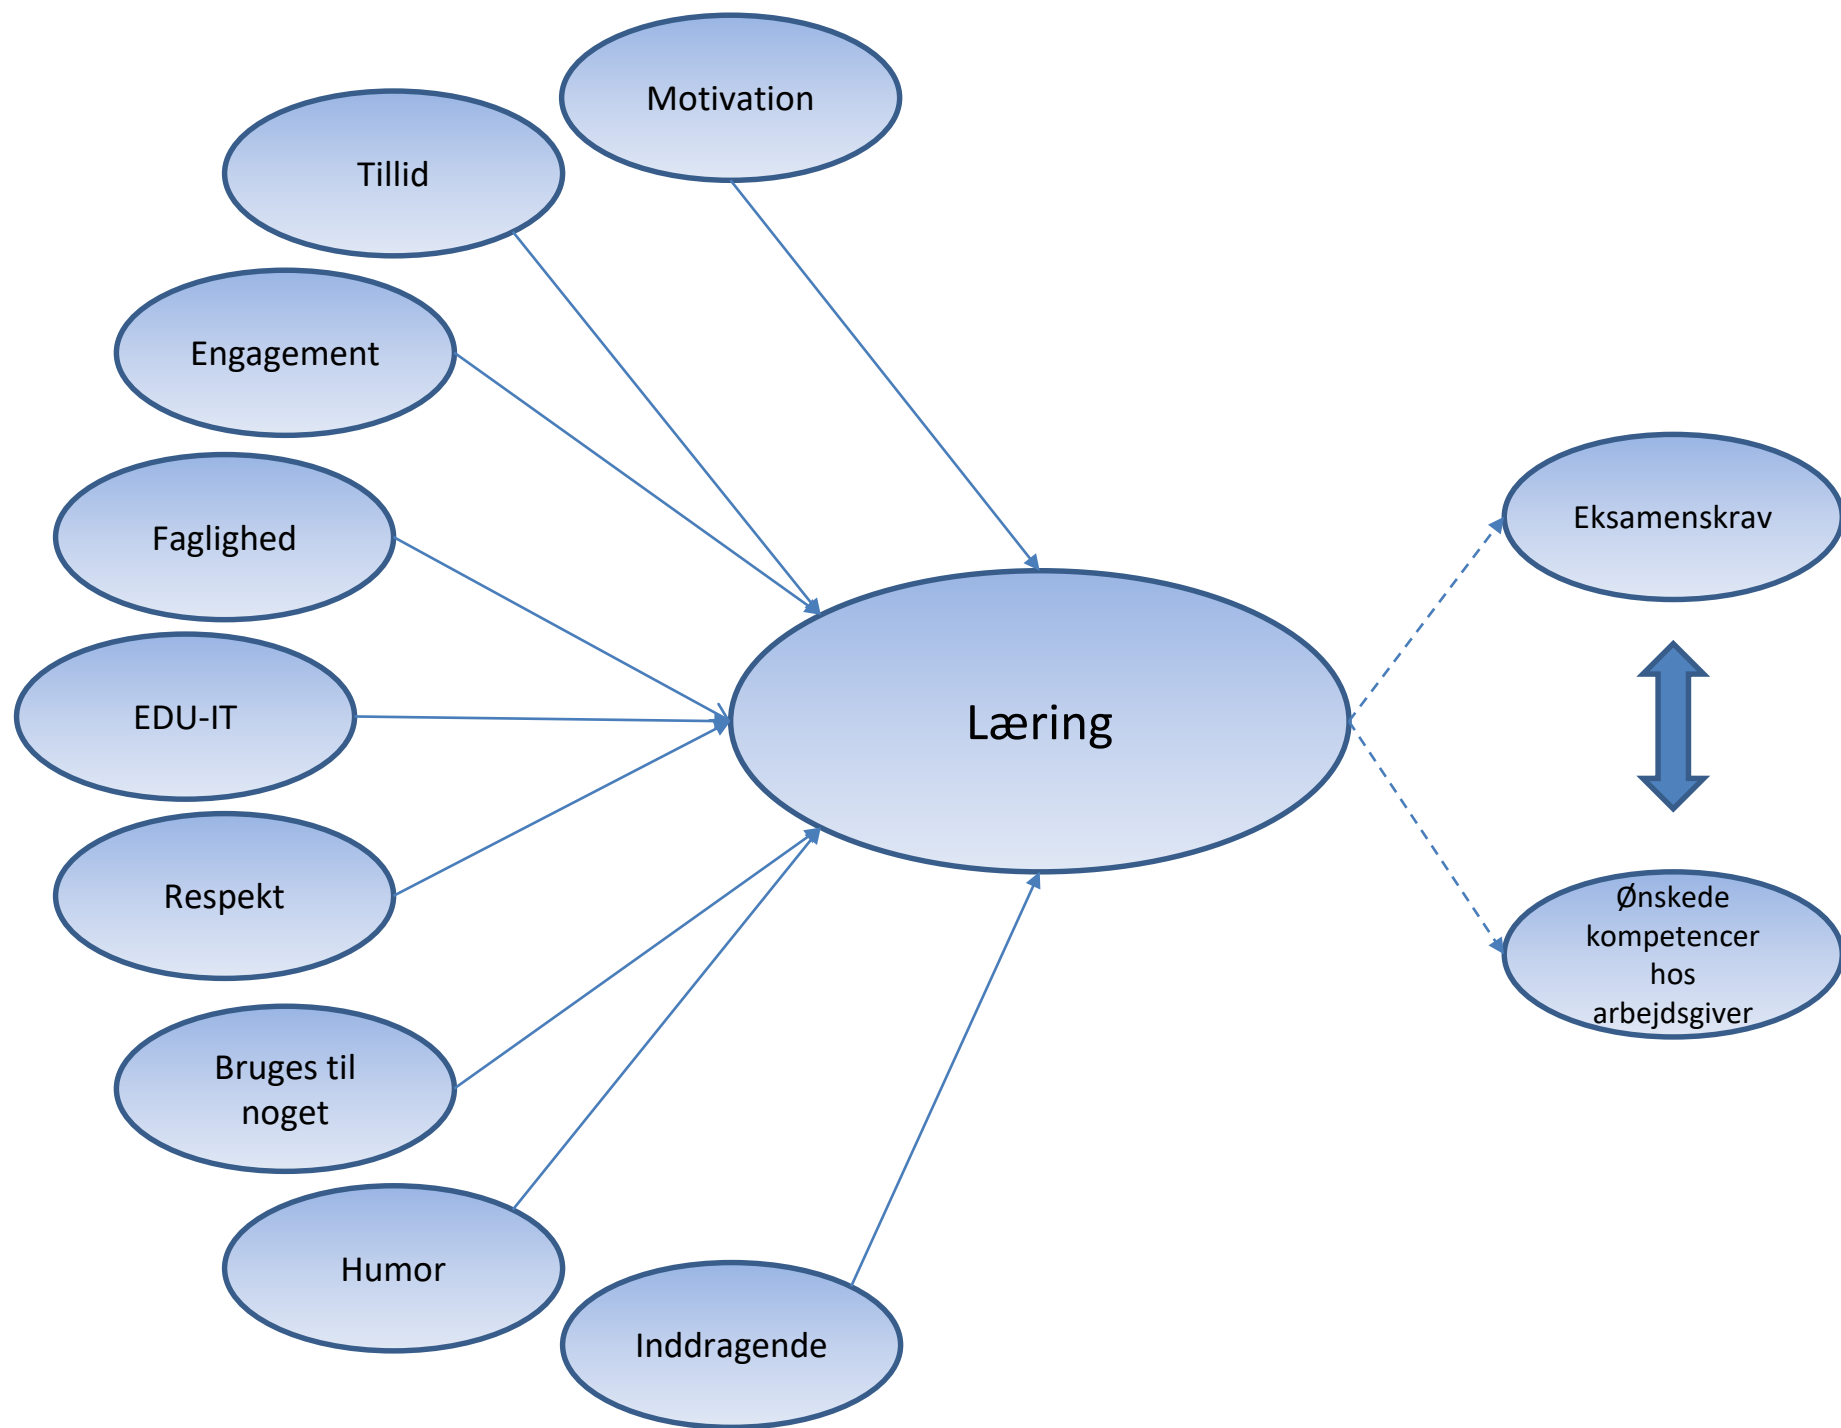 Motivation
Tillid
Engagement
Faglighed
EDU-IT
Respekt
Bruges til
noget
Humor
Inddragende
Læring
Eksamenskrav
Ønskede
kompetencer
hos
arbejdsgiver